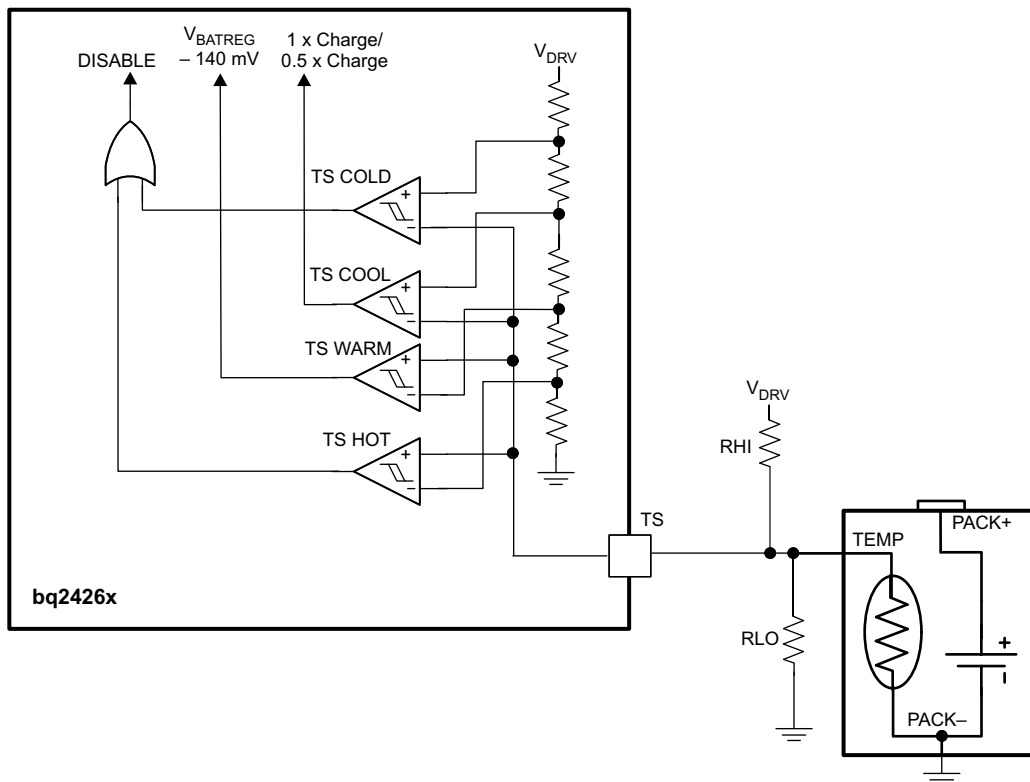 DISABLE
VBATREG
– 140 mV
1 x Charge/
0.5 x Charge
VDRV
TS COLD
+
–
TS COOL
+
–
TS WARM
+
–
TS HOT
+
–
TS
bq2426x
VDRV
RHI
RLO
TEMP
PACK+
+
–
PACK–